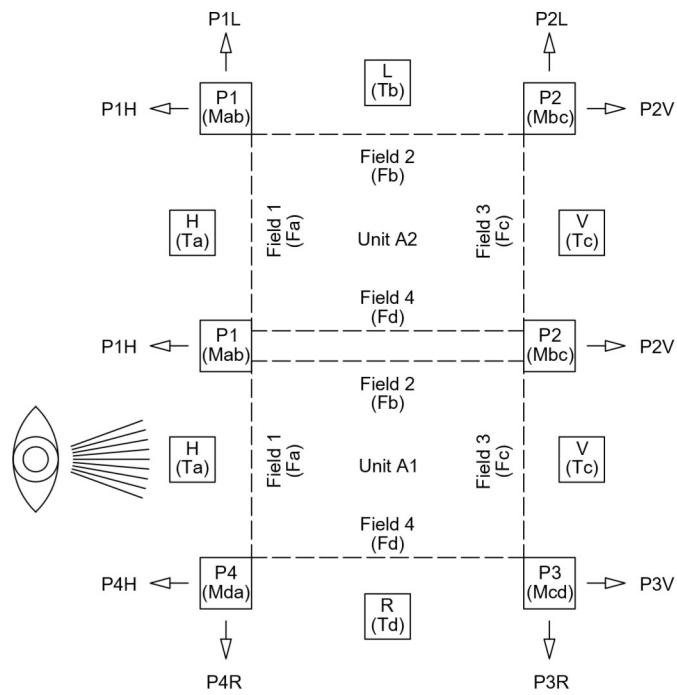 P1L
P2L
L
(Tb)
P1H
P1
(Mab)
P2
(Mbc)
P2V
Field 2
(Fb)
H
(Ta)
Field 1
(Fa)
Unit A2
Field 3
(Fc)
V
(Tc)
Field 4
(Fd)
P1H
P1
(Mab)
P2
(Mbc)
P2V
Field 2
(Fb)
H
(Ta)
Field 1
(Fa)
Unit A1
Field 3
(Fc)
V
(Tc)
Field 4
(Fd)
P4H
P4
(Mda)
P3
(Mcd)
P3V
R
(Td)
P4R
P3R